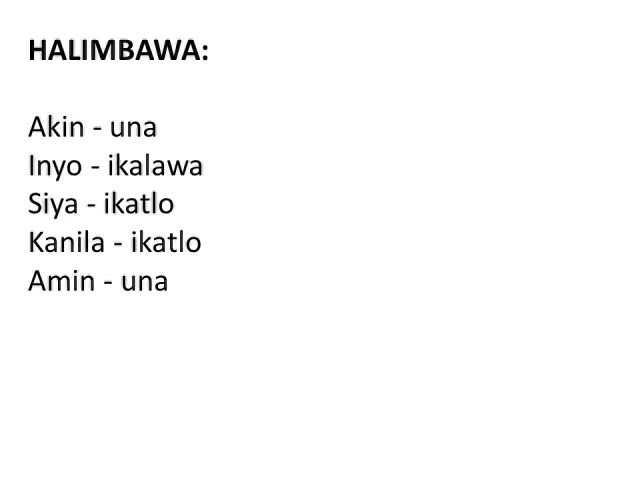 HALIMBAWA:
Akin - una
Inyo - ikalawa
Siya - ikatlo
Kanila - ikatlo
Amin - una